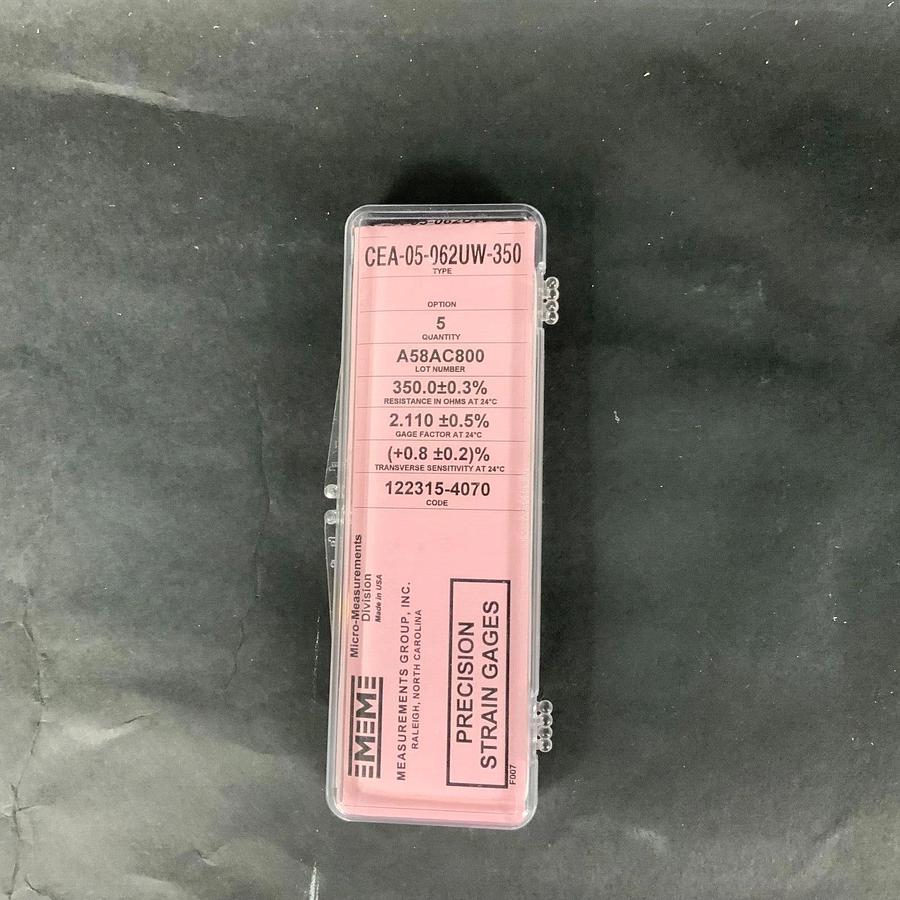 CEA-05-062UW-350
TYPE
OPTION
5
QUANTITY
A58AC800
LOT NUMBER
350.0±0.3%
RESISTANCE IN OHMS AT 24°C
2.110 ±0.5%
GAGE FACTOR AT 24°C
(+0.8 ±0.2)%
TRANSVERSE SENSITIVITY AT 24°C
122315-4070
CODE
Micro-Measurements
Division
Made in USA
MM
MEASUREMENTS GROUP, INC.
RALEIGH, NORTH CAROLINA
PRECISION
STRAIN GAGES
F007